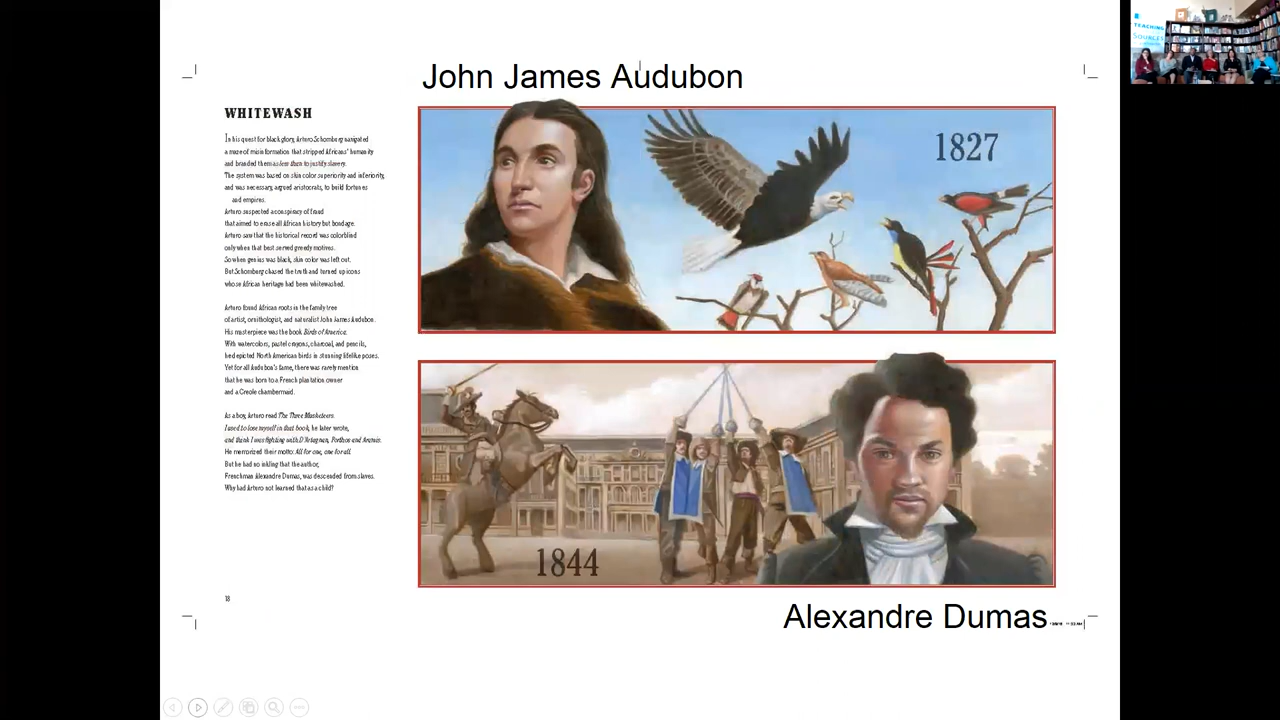 TEACHING
SOURCES
John James Audubon
WHITEWASH
In his quest for black glory, Arturo Schomburg navigated
a maze of misinformation that stripped Africans' humanity
and branded them as less than to justify slavery.
The system was based on skin color superiority and inferiority,
and was necessary, argued aristocrats, to build fortunes
and empires.
Arturo suspected a conspiracy of fraud
that aimed to erase all African history but bondage.
Arturo saw that the historical record was colorblind
only when that best served greedy motives.
So when genius was black, skin color was left out.
But Schomburg chased the truth and turned up icons
whose African heritage had been whitewashed.
Arturo found African roots in the family tree
of artist, ornithologist, and naturalist John James Audubon.
His masterpiece was the book Birds of America.
With watercolors, pastel crayons, charcoal, and pencils,
he depicted North American birds in stunning lifelike poses.
Yet for all Audubon's fame, there was rarely mention
that he was born to a French plantation owner
and a Creole chambermaid.
As a boy, Arturo read The Three Musketeers.
I used to lose myself in that book, he later wrote,
and think I was fighting with D'Artagnan, Porthos and Aramis.
He memorized their motto: All for one, one for all.
But he had no inkling that the author,
Frenchman Alexandre Dumas, was descended from slaves.
Why had Arturo not learned that as a child?
18
1827
1844
Alexandre Dumas